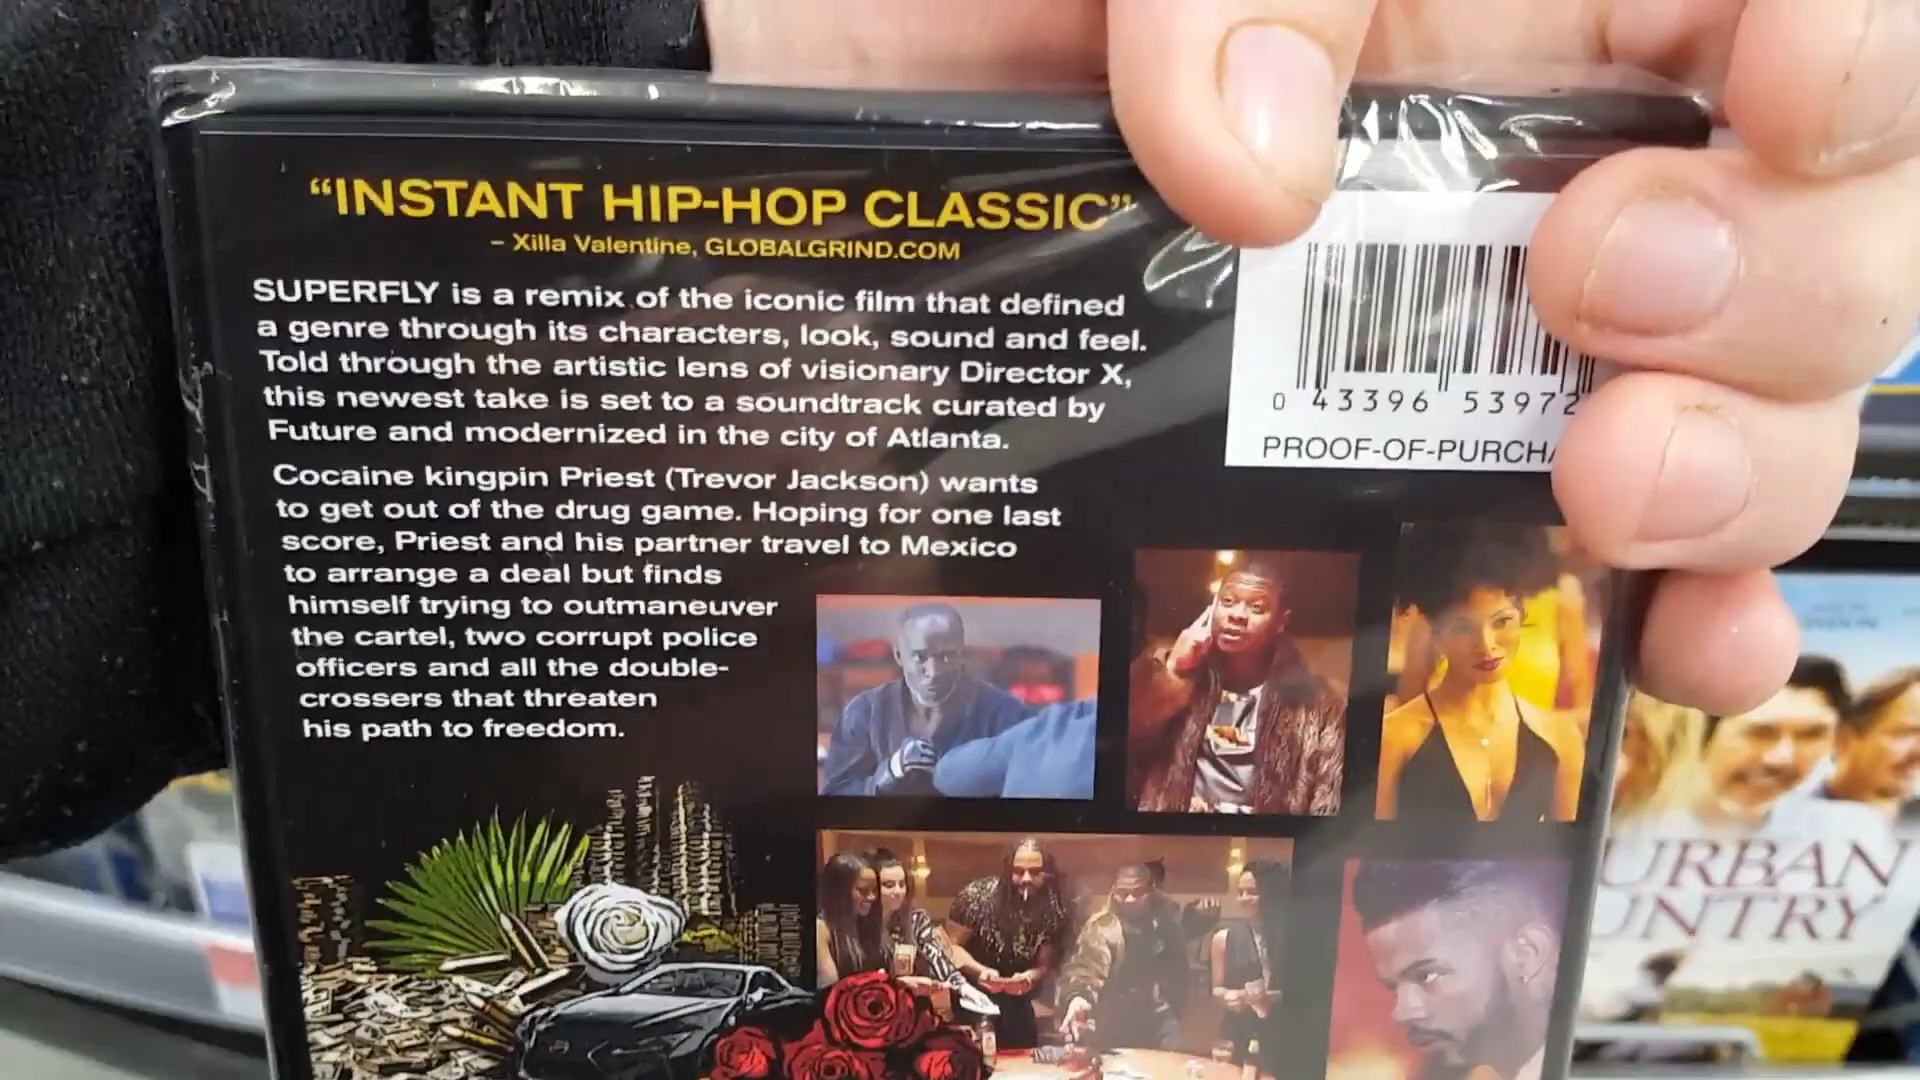 “INSTANT HIP-HOP CLASSIC”
– Xilla Valentine, GLOBALGRIND.COM
SUPERFLY is a remix of the iconic film that defined
a genre through its characters, look, sound and feel.
Told through the artistic lens of visionary Director X,
this newest take is set to a soundtrack curated by
Future and modernized in the city of Atlanta.
Cocaine kingpin Priest (Trevor Jackson) wants
to get out of the drug game. Hoping for one last
score, Priest and his partner travel to Mexico
to arrange a deal but finds
himself trying to outmaneuver
the cartel, two corrupt police
officers and all the double-
crossers that threaten
his path to freedom.
0 43396 53972
PROOF-OF-PURCHA
URBAN
UNTRY